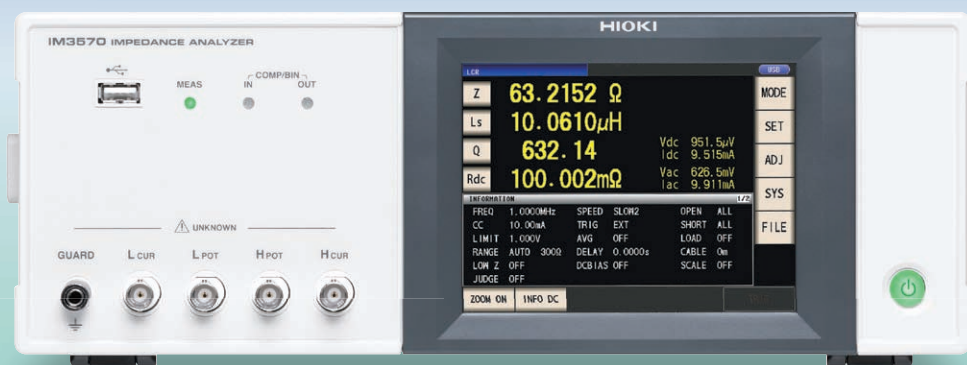 HIOKI
IM3570 IMPEDANCE ANALYZER
MEAS
COMP/BIN
IN OUT
UNKNOWN
GUARD L CUR L POT H POT H CUR
LCR USB
Z 63.2152 Ω MODE
Ls 10.0610μH SET
Q 632.14 Vdc 951.5μV ADJ
Idc 9.515mA
Rdc 100.002mΩ Vac 626.5mV SYS
Iac 9.911mA
INFORMATION 1/2
FREQ 1.0000MHz SPEED SLOW2 OPEN ALL FILE
CC 10.00mA TRIG EXT SHORT ALL
LIMIT 1.000V AVG OFF LOAD OFF
RANGE AUTO 300Ω DELAY 0.0000s CABLE 0m
LOW Z OFF DCBIAS OFF SCALE OFF
JUDGE OFF
ZOOM ON INFO DC